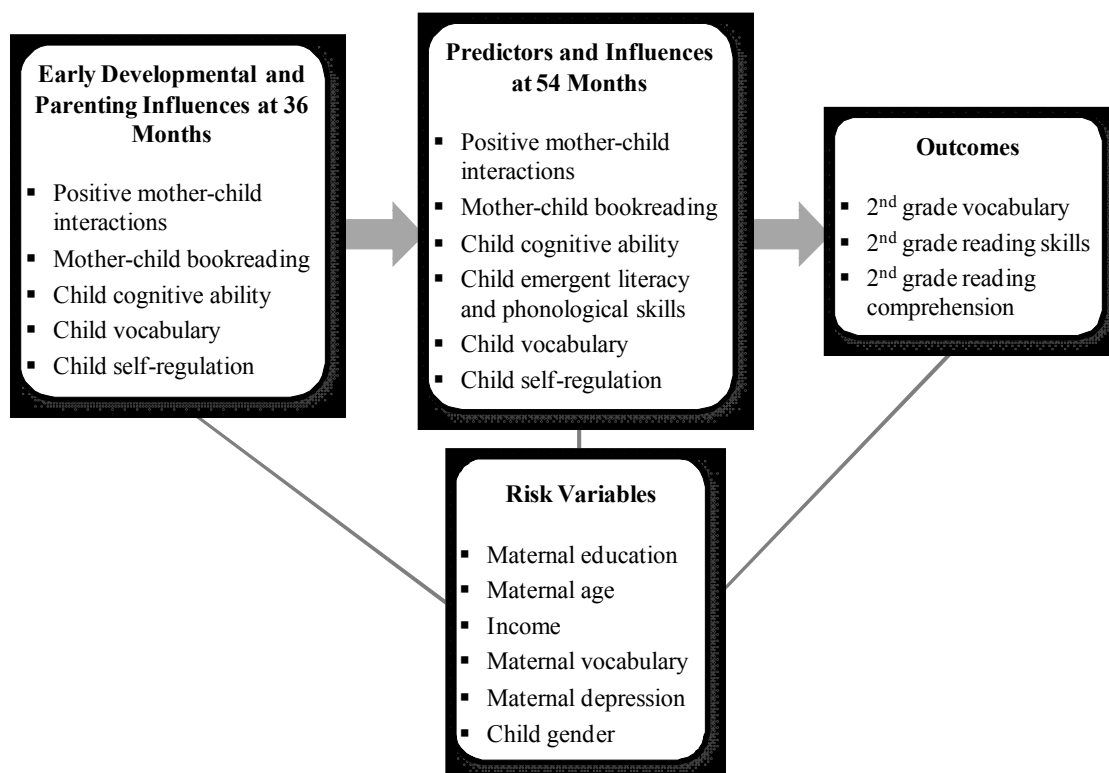 Early Developmental and
Parenting Influences at 36
Months
▪ Positive mother-child
interactions
▪ Mother-child bookreading
▪ Child cognitive ability
▪ Child vocabulary
▪ Child self-regulation
Predictors and Influences
at 54 Months
▪ Positive mother-child
interactions
▪ Mother-child bookreading
▪ Child cognitive ability
▪ Child emergent literacy
and phonological skills
▪ Child vocabulary
▪ Child self-regulation
Outcomes
▪ 2nd grade vocabulary
▪ 2nd grade reading skills
▪ 2nd grade reading
comprehension
Risk Variables
▪ Maternal education
▪ Maternal age
▪ Income
▪ Maternal vocabulary
▪ Maternal depression
▪ Child gender